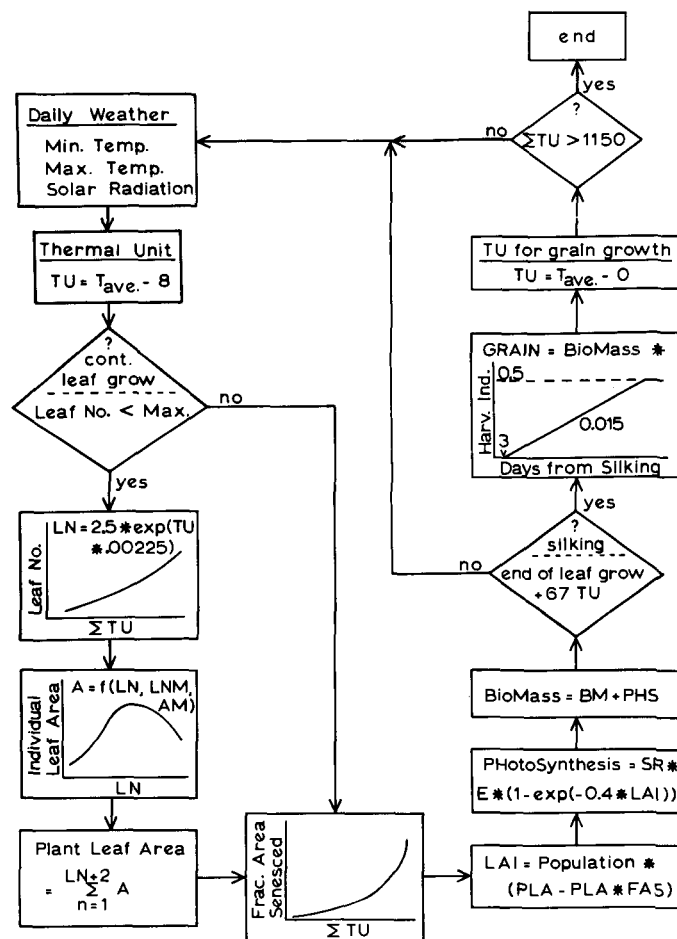 end
yes
?
ΣTU > 1150
no
Daily Weather
Min. Temp.
Max. Temp.
Solar Radiation
Thermal Unit
TU = Tave. - 8
?
cont.
leaf grow
Leaf No. < Max.
no
yes
LN = 2.5*exp(TU
*.00225)
Leaf No.
ΣTU
A = f(LN, LNM,
AM)
Individual
Leaf Area
LN
Plant Leaf Area
= LN+2 Σ n=1 A
Frac. Area
Senesced
ΣTU
LAI = Population *
(PLA - PLA*FAS)
PHotoSynthesis = SR*
E*(1-exp(-0.4*LAI))
BioMass = BM + PHS
?
silking
end of leaf grow
+67 TU
no
yes
GRAIN = BioMass *
0.5
Harv. Ind.
3
0.015
Days from Silking
TU for grain growth
TU = Tave. - 0